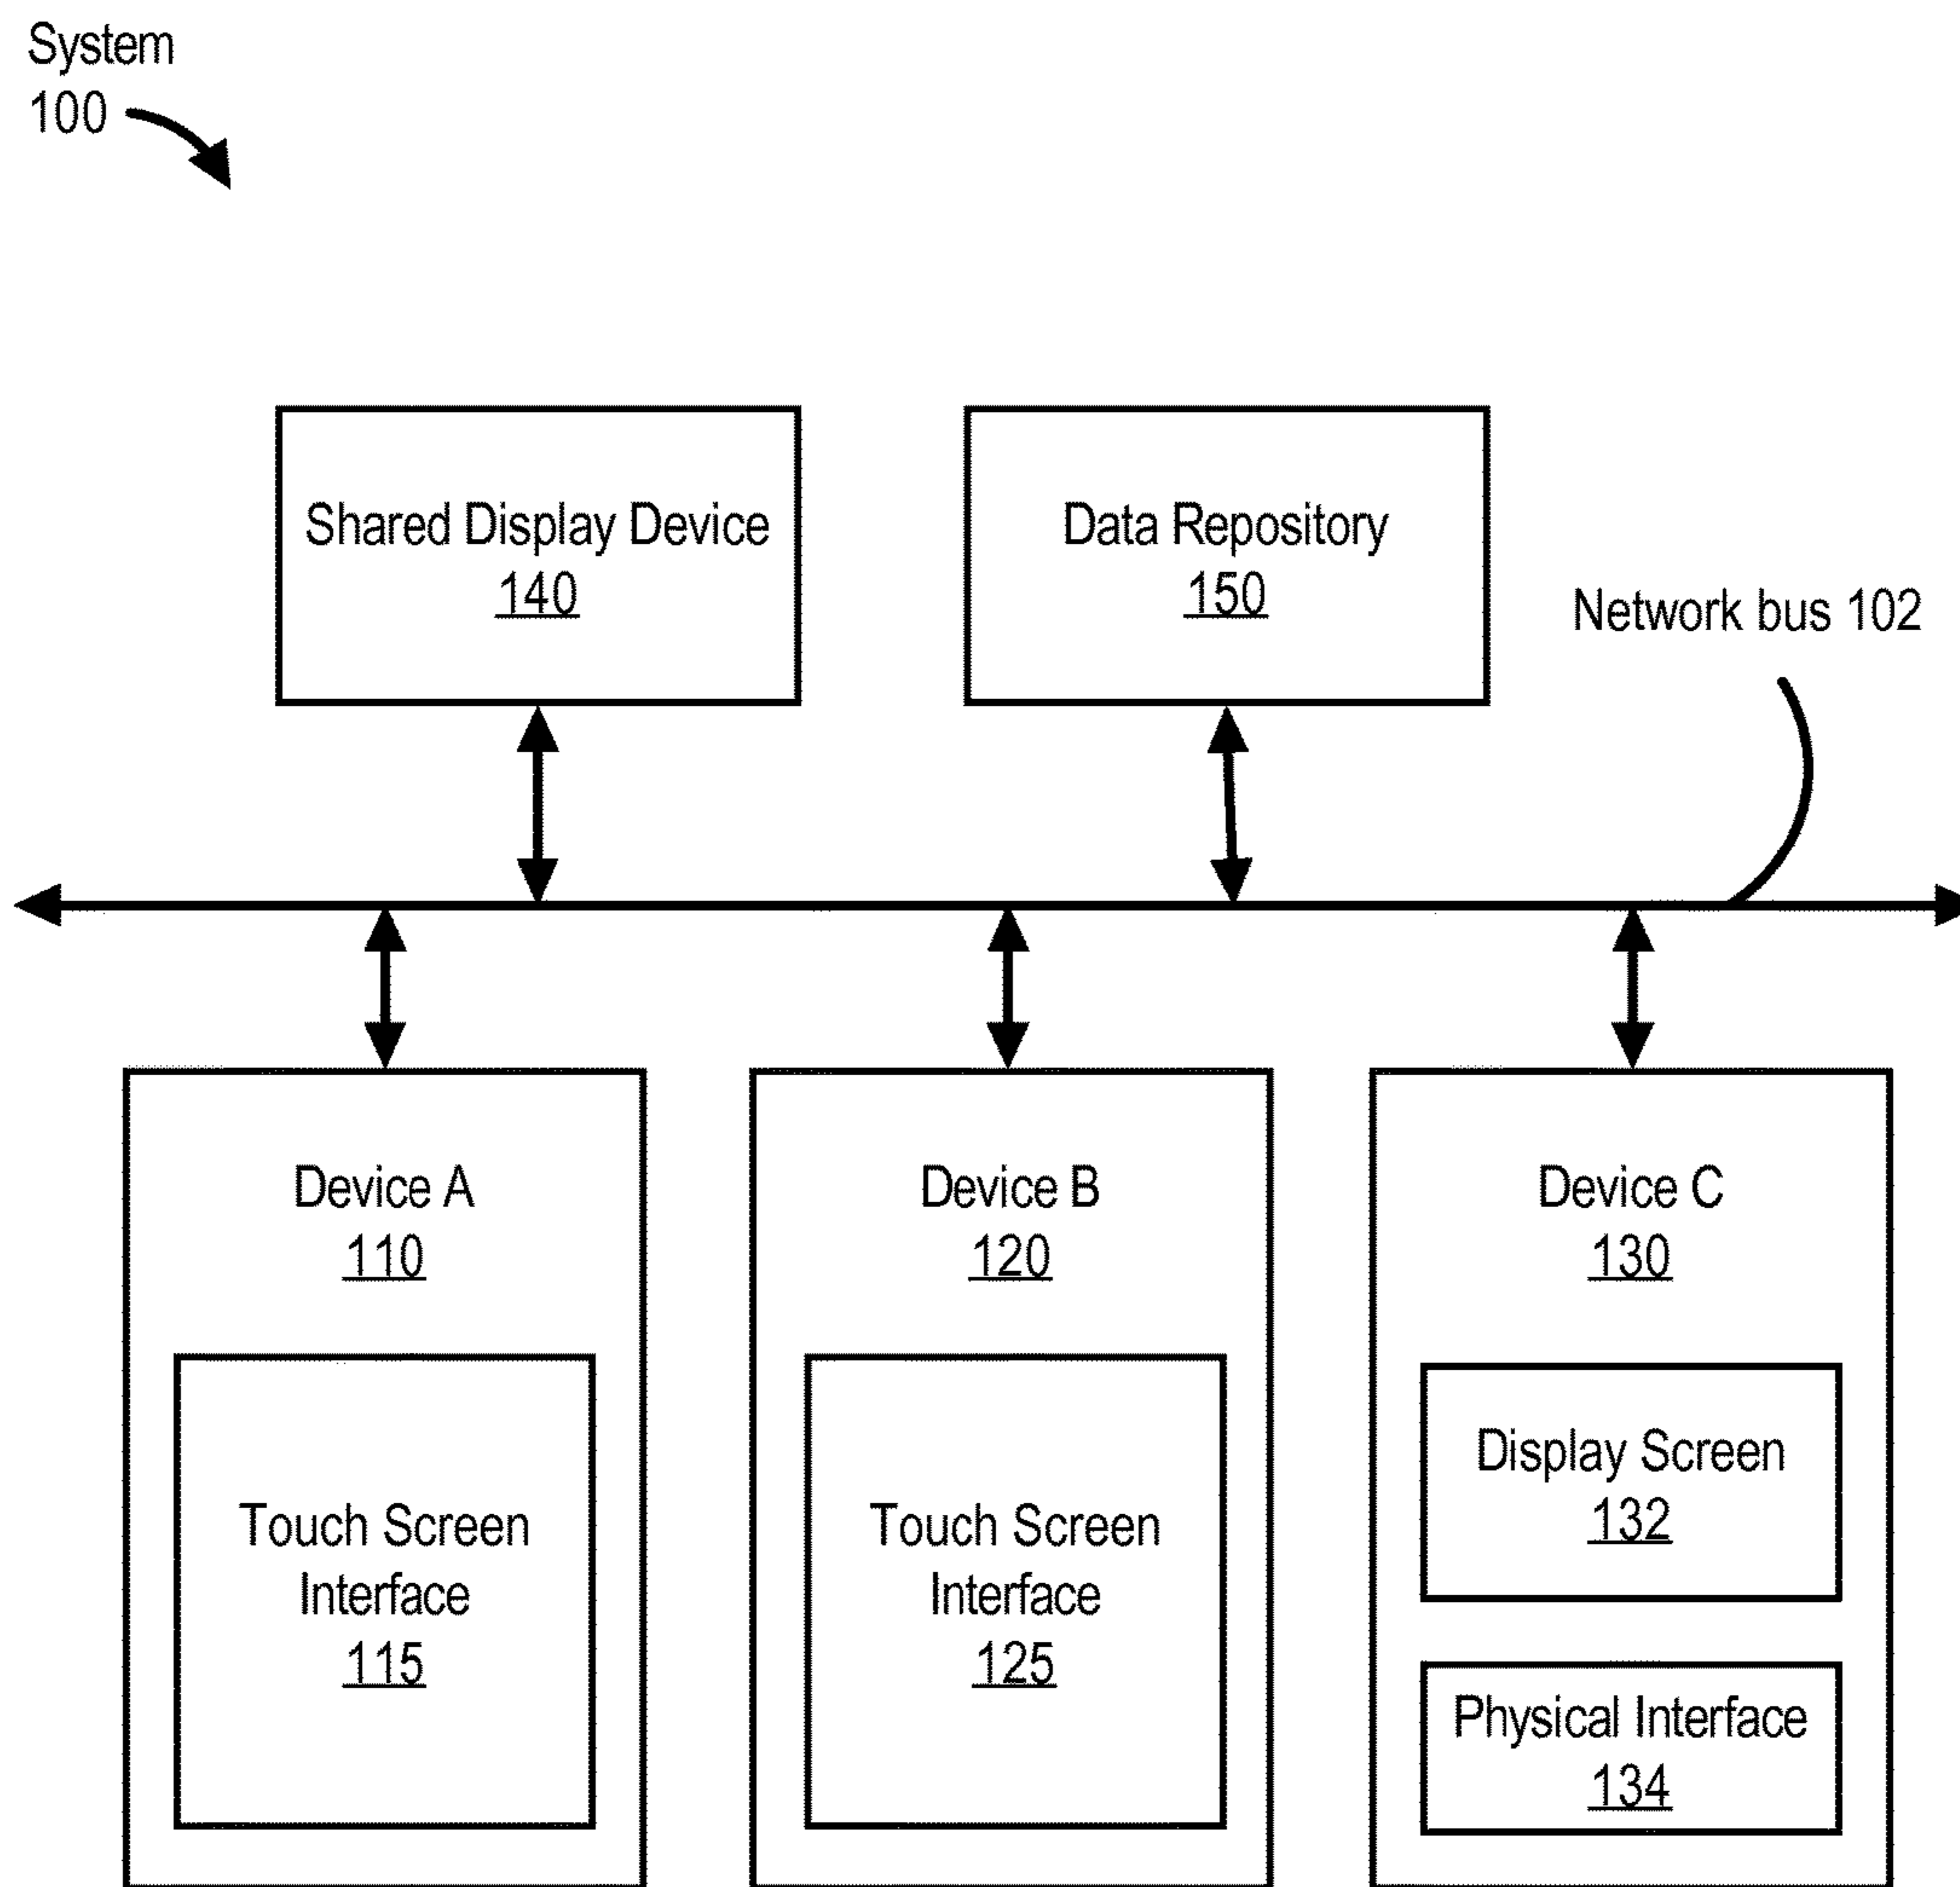 System
100
Shared Display Device
140
Data Repository
150
Network bus 102
Device A
110
Touch Screen
Interface
115
Device B
120
Touch Screen
Interface
125
Device C
130
Display Screen
132
Physical Interface
134